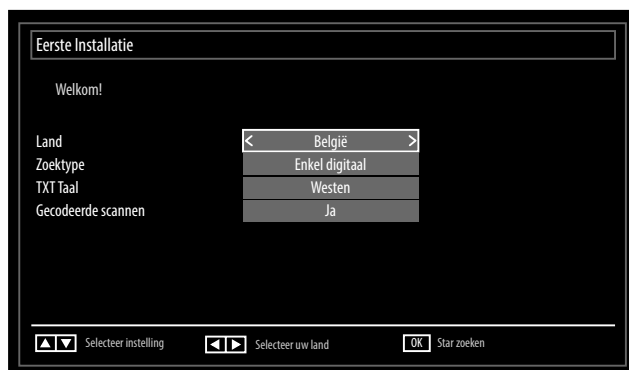 Eerste Installatie
Welkom!
Land < België >
Zoektype Enkel digitaal
TXT Taal Westen
Gecodeerde scannen Ja
Selecteer instelling Selecteer uw land OK Star zoeken